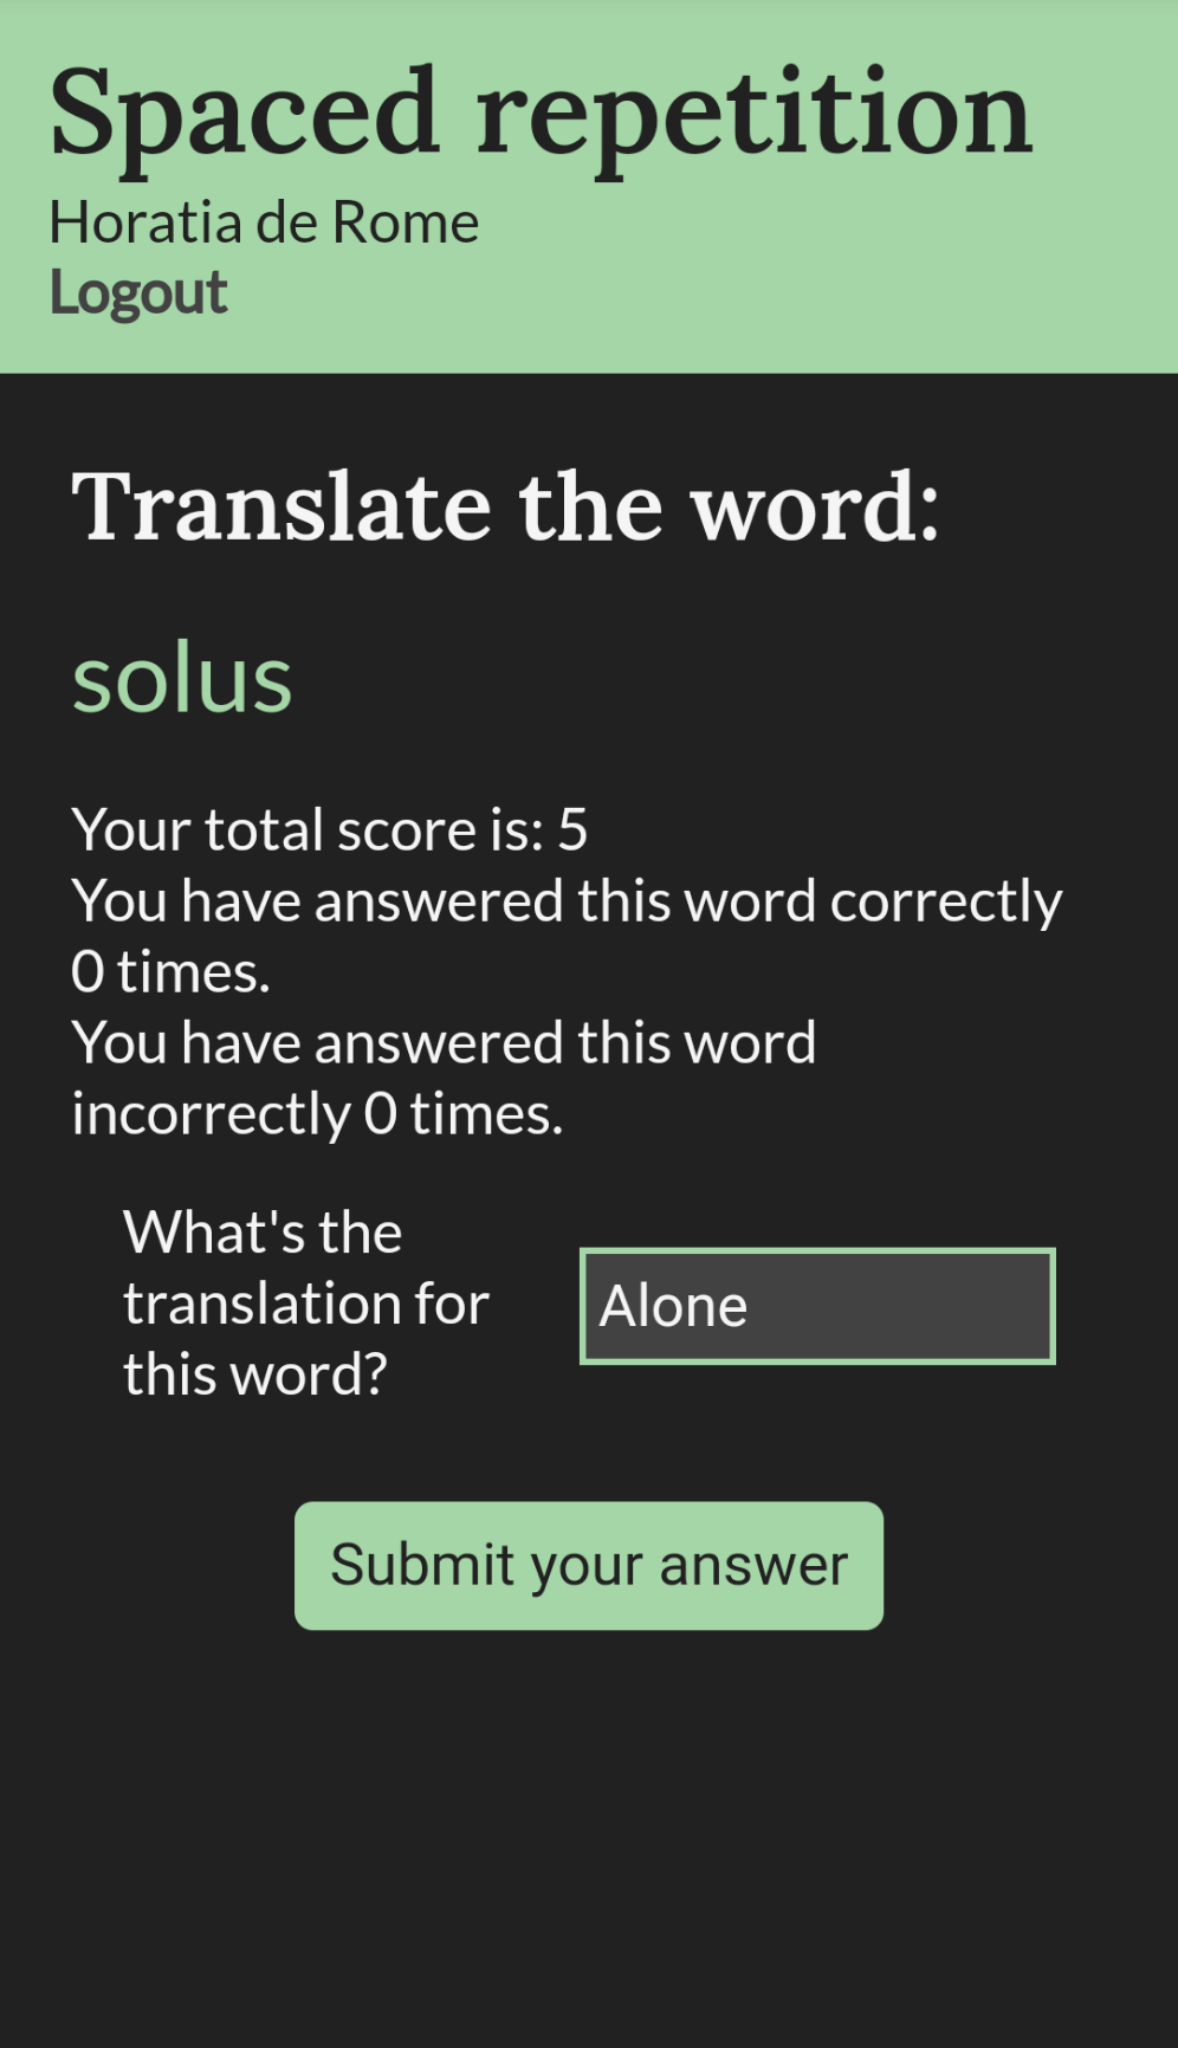 Spaced repetition
Horatia de Rome
Logout
Translate the word:
solus
Your total score is: 5
You have answered this word correctly
0 times.
You have answered this word
incorrectly 0 times.
What's the
translation for
this word?
Alone
Submit your answer